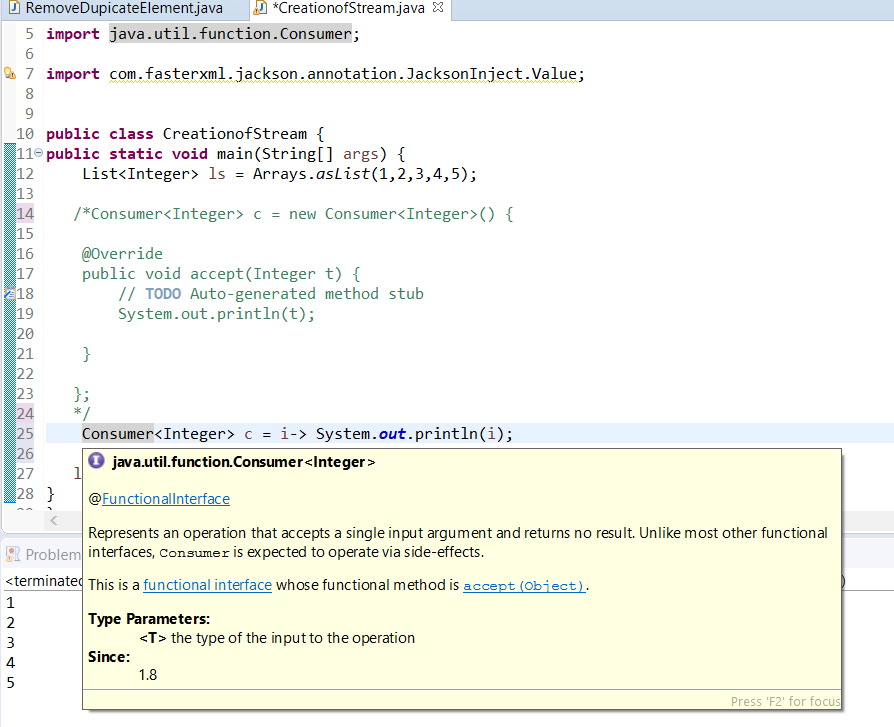 RemoveDupicateElement.java *CreationofStream.java
5 import java.util.function.Consumer;
6
7 import com.fasterxml.jackson.annotation.JacksonInject.Value;
8
9
10 public class CreationofStream {
11 public static void main(String[] args) {
12 List<Integer> ls = Arrays.asList(1,2,3,4,5);
13
14 /*Consumer<Integer> c = new Consumer<Integer>() {
15
16 @Override
17 public void accept(Integer t) {
18 // TODO Auto-generated method stub
19 System.out.println(t);
20
21 }
22
23 };
24 */
25 Consumer<Integer> c = i-> System.out.println(i);
26
java.util.function.Consumer<Integer>
27 l
28 }
@FunctionalInterface
Represents an operation that accepts a single input argument and returns no result. Unlike most other functional
interfaces, Consumer is expected to operate via side-effects.
This is a functional interface whose functional method is accept(Object).
Type Parameters:
<T> the type of the input to the operation
Since:
1.8
Press 'F2' for focus
Problem
<terminated
1
2
3
4
5